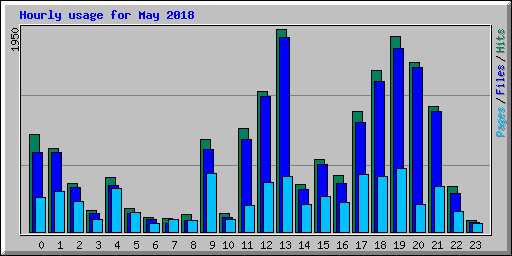 Hourly usage for May 2018
1950
Pages / Files / Hits
0 1 2 3 4 5 6 7 8 9 10 11 12 13 14 15 16 17 18 19 20 21 22 23